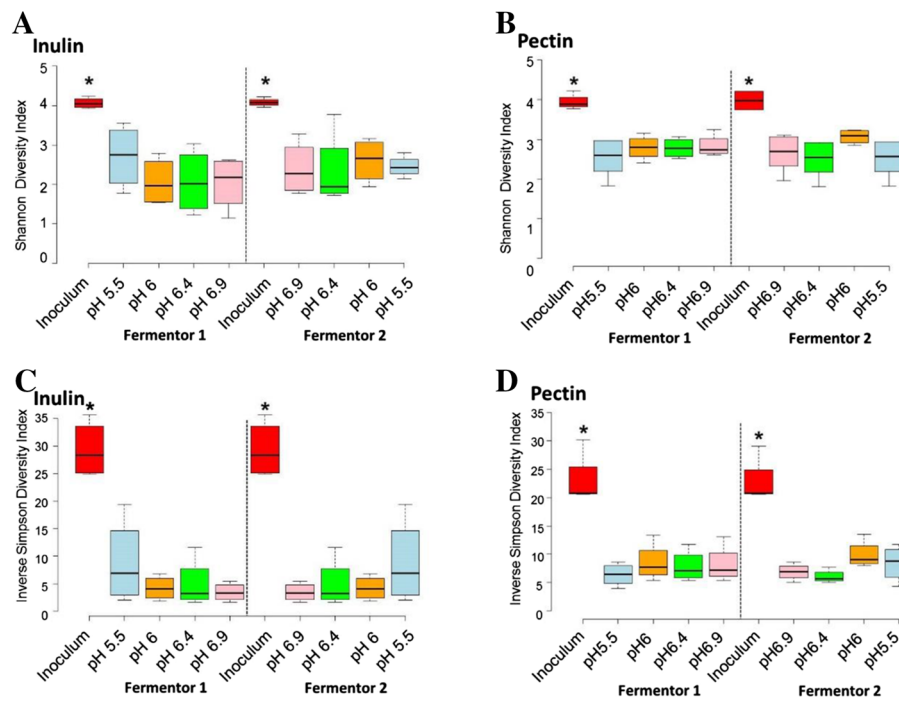 A
Inulin
Shannon Diversity Index
5
4
3
2
1
0
*
*
Inoculum
pH 5.5
pH 6
pH 6.4
pH 6.9
Inoculum
pH 6.9
pH 6.4
pH 6
pH 5.5
Fermentor 1
Fermentor 2
B
Pectin
Shannon Diversity Index
5
4
3
2
1
0
*
*
Inoculum
pH5.5
pH6
pH6.4
pH6.9
Inoculum
pH6.9
pH6.4
pH6
pH5.5
Fermentor 1
Fermentor 2
C
Inulin
Inverse Simpson Diversity Index
35
30
25
20
15
10
5
0
*
*
Inoculum
pH 5.5
pH 6
pH 6.4
pH 6.9
Inoculum
pH 6.9
pH 6.4
pH 6
pH 5.5
Fermentor 1
Fermentor 2
D
Pectin
Inverse Simpson Diversity Index
35
30
25
20
15
10
5
0
*
*
Inoculum
pH5.5
pH6
pH6.4
pH6.9
Inoculum
pH6.9
pH6.4
pH6
pH5.5
Fermentor 1
Fermentor 2